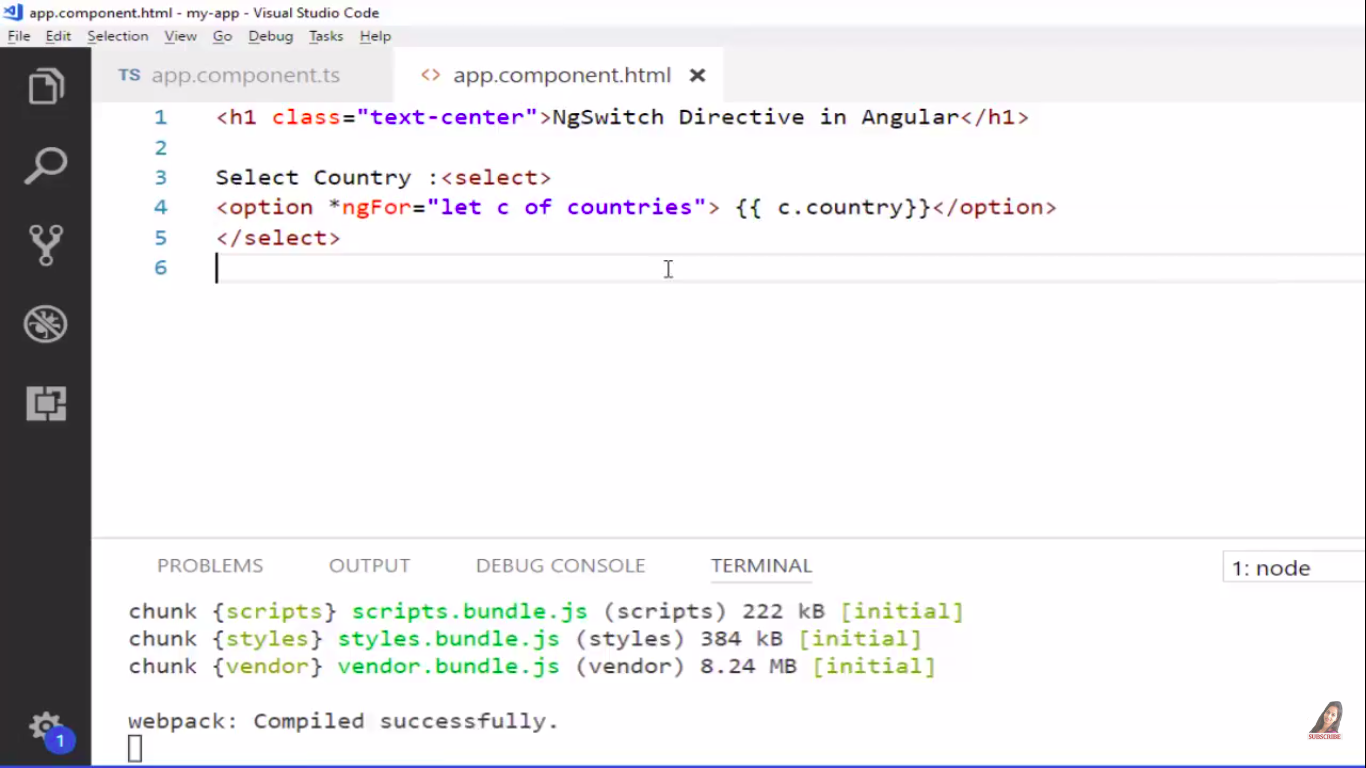 app.component.html - my-app - Visual Studio Code
File Edit Selection View Go Debug Tasks Help
TS app.component.ts <> app.component.html ×
1 <h1 class="text-center">NgSwitch Directive in Angular</h1>
2
3 Select Country :<select>
4 <option *ngFor="let c of countries"> {{ c.country}}</option>
5 </select>
6
PROBLEMS OUTPUT DEBUG CONSOLE TERMINAL 1: node
chunk {scripts} scripts.bundle.js (scripts) 222 kB [initial]
chunk {styles} styles.bundle.js (styles) 384 kB [initial]
chunk {vendor} vendor.bundle.js (vendor) 8.24 MB [initial]
webpack: Compiled successfully.
1
SUBSCRIBE